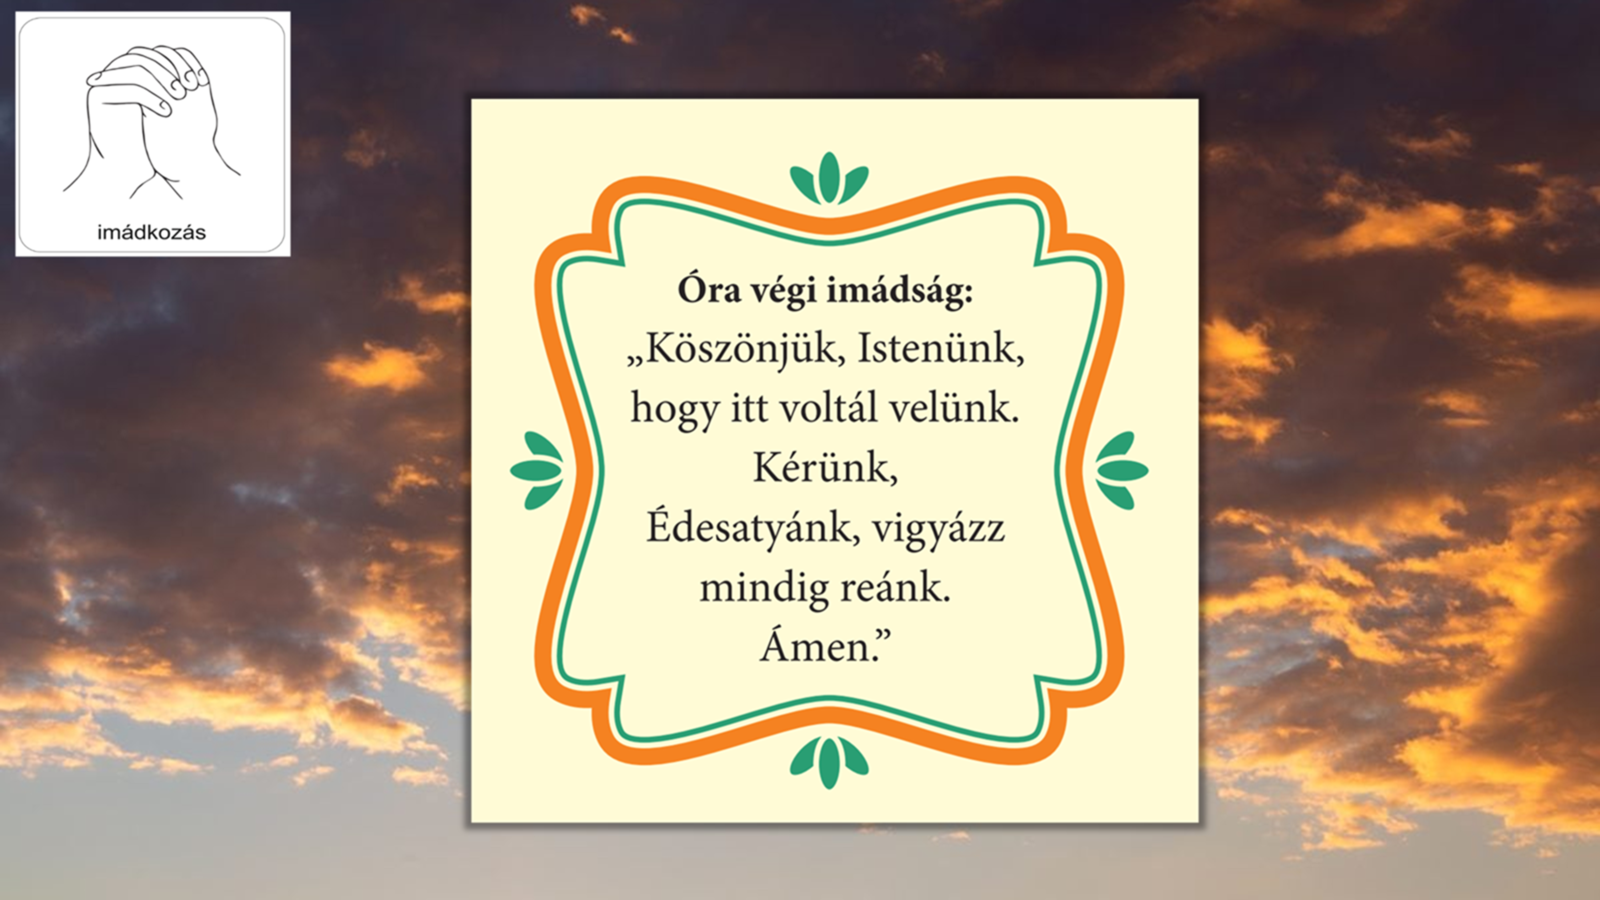 imádkozás
Óra végi imádság:
„Köszönjük, Istenünk,
hogy itt voltál velünk.
Kérünk,
Édesatyánk, vigyázz
mindig reánk.
Ámen.”